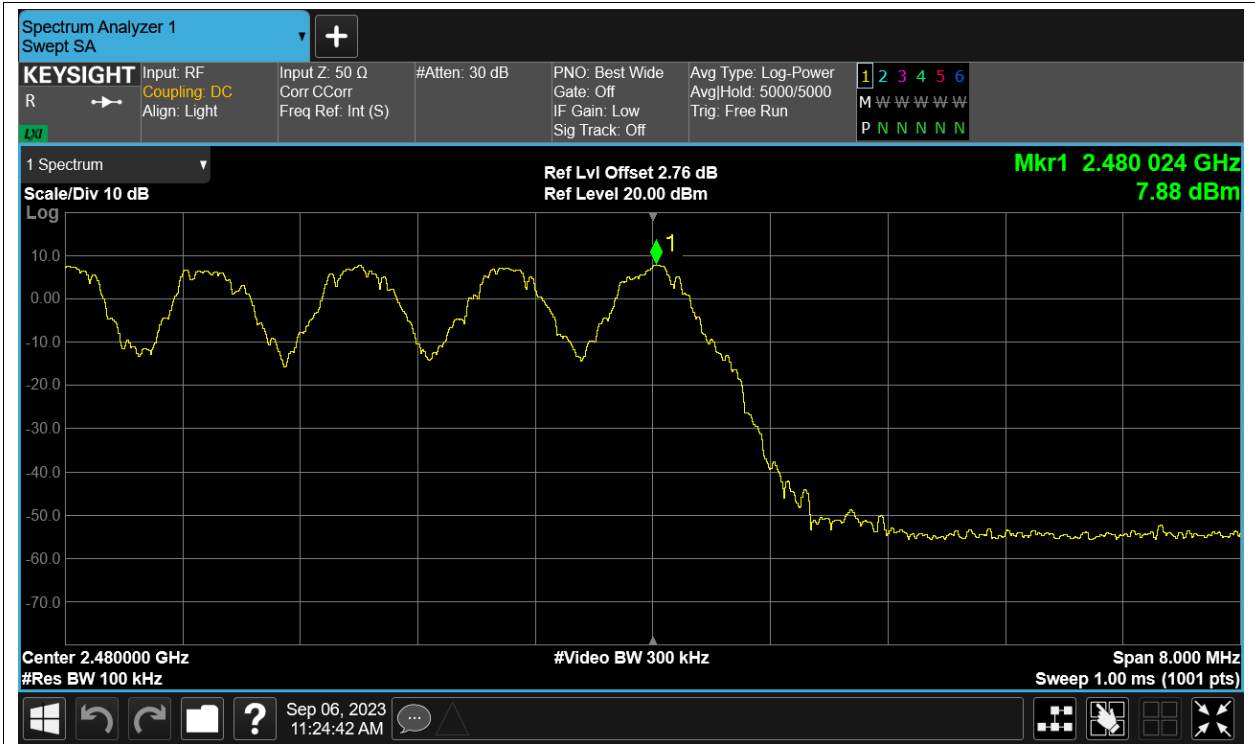 Spectrum Analyzer 1
Swept SA
KEYSIGHT
R
LXI
Input: RF
Coupling: DC
Align: Light
Input Z: 50 Ω
Corr CCorr
Freq Ref: Int (S)
#Atten: 30 dB
PNO: Best Wide
Gate: Off
IF Gain: Low
Sig Track: Off
Avg Type: Log-Power
Avg|Hold: 5000/5000
Trig: Free Run
1 2 3 4 5 6
M W W W W W
P N N N N N
1 Spectrum
Scale/Div 10 dB
Log
Ref Lvl Offset 2.76 dB
Ref Level 20.00 dBm
Mkr1 2.480 024 GHz
7.88 dBm
1
10.0
0.00
-10.0
-20.0
-30.0
-40.0
-50.0
-60.0
-70.0
Center 2.480000 GHz
#Video BW 300 kHz
Span 8.000 MHz
#Res BW 100 kHz
Sweep 1.00 ms (1001 pts)
?
Sep 06, 2023
11:24:42 AM